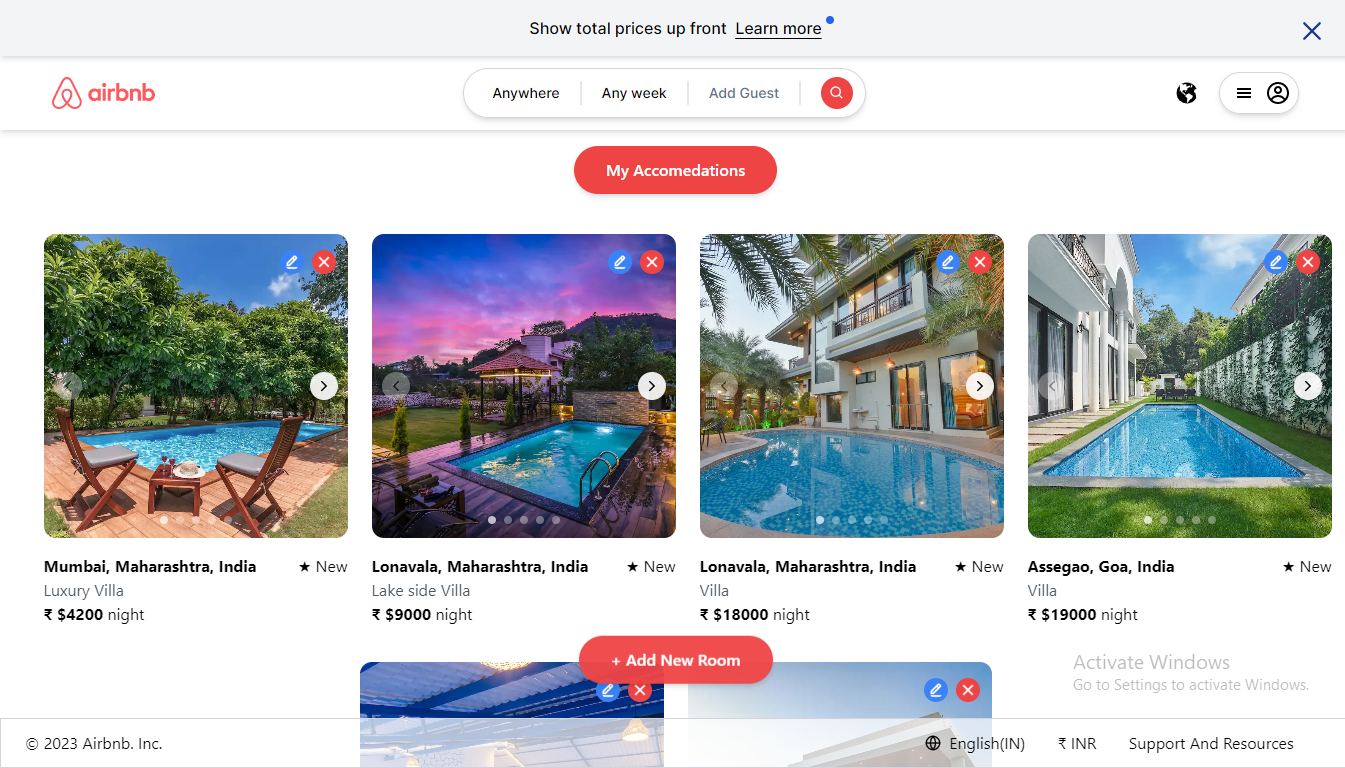 Show total prices up front Learn more
airbnb
Anywhere Any week Add Guest
My Accomedations
Mumbai, Maharashtra, India ★ New
Luxury Villa
₹ $4200 night
Lonavala, Maharashtra, India ★ New
Lake side Villa
₹ $9000 night
Lonavala, Maharashtra, India ★ New
Villa
₹ $18000 night
Assegao, Goa, India ★ New
Villa
₹ $19000 night
+ Add New Room
Activate Windows
Go to Settings to activate Windows.
© 2023 Airbnb. Inc.
English(IN) ₹ INR Support And Resources